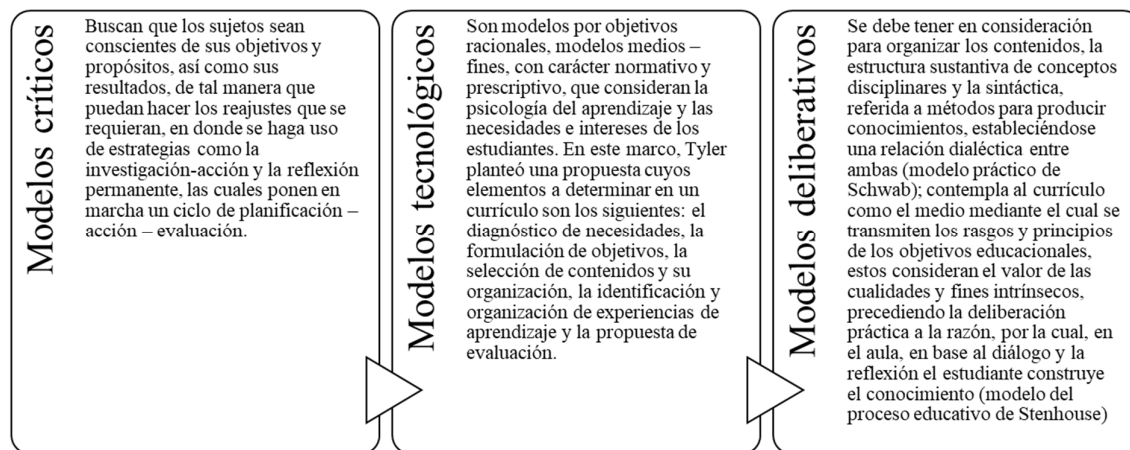 Modelos críticos
Buscan que los sujetos sean
conscientes de sus objetivos y
propósitos, así como sus
resultados, de tal manera que
puedan hacer los reajustes que se
requieran, en donde se haga uso
de estrategias como la
investigación-acción y la reflexión
permanente, las cuales ponen en
marcha un ciclo de planificación –
acción – evaluación.
Modelos tecnológicos
Son modelos por objetivos
racionales, modelos medios –
fines, con carácter normativo y
prescriptivo, que consideran la
psicología del aprendizaje y las
necesidades e intereses de los
estudiantes. En este marco, Tyler
planteó una propuesta cuyos
elementos a determinar en un
currículo son los siguientes: el
diagnóstico de necesidades, la
formulación de objetivos, la
selección de contenidos y su
organización, la identificación y
organización de experiencias de
aprendizaje y la propuesta de
evaluación.
Modelos deliberativos
Se debe tener en consideración
para organizar los contenidos, la
estructura sustantiva de conceptos
disciplinares y la sintáctica,
referida a métodos para producir
conocimientos, estableciéndose
una relación dialéctica entre
ambas (modelo práctico de
Schwab); contempla al currículo
como el medio mediante el cual se
transmiten los rasgos y principios
de los objetivos educacionales,
estos consideran el valor de las
cualidades y fines intrínsecos,
precediendo la deliberación
práctica a la razón, por la cual, en
el aula, en base al diálogo y la
reflexión el estudiante construye
el conocimiento (modelo del
proceso educativo de Stenhouse)